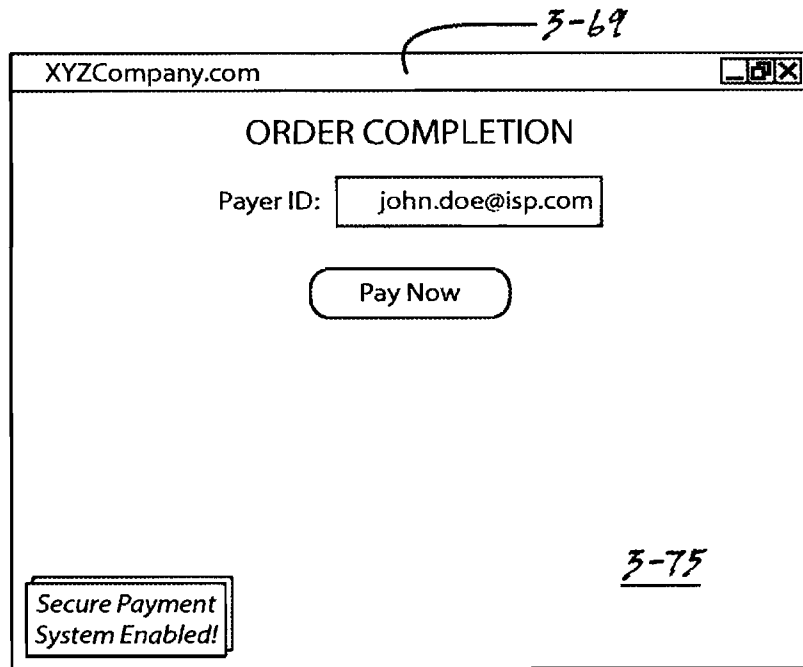 3-69
XYZCompany.com
ORDER COMPLETION
Payer ID: john.doe@isp.com
Pay Now
3-75
Secure Payment
System Enabled!